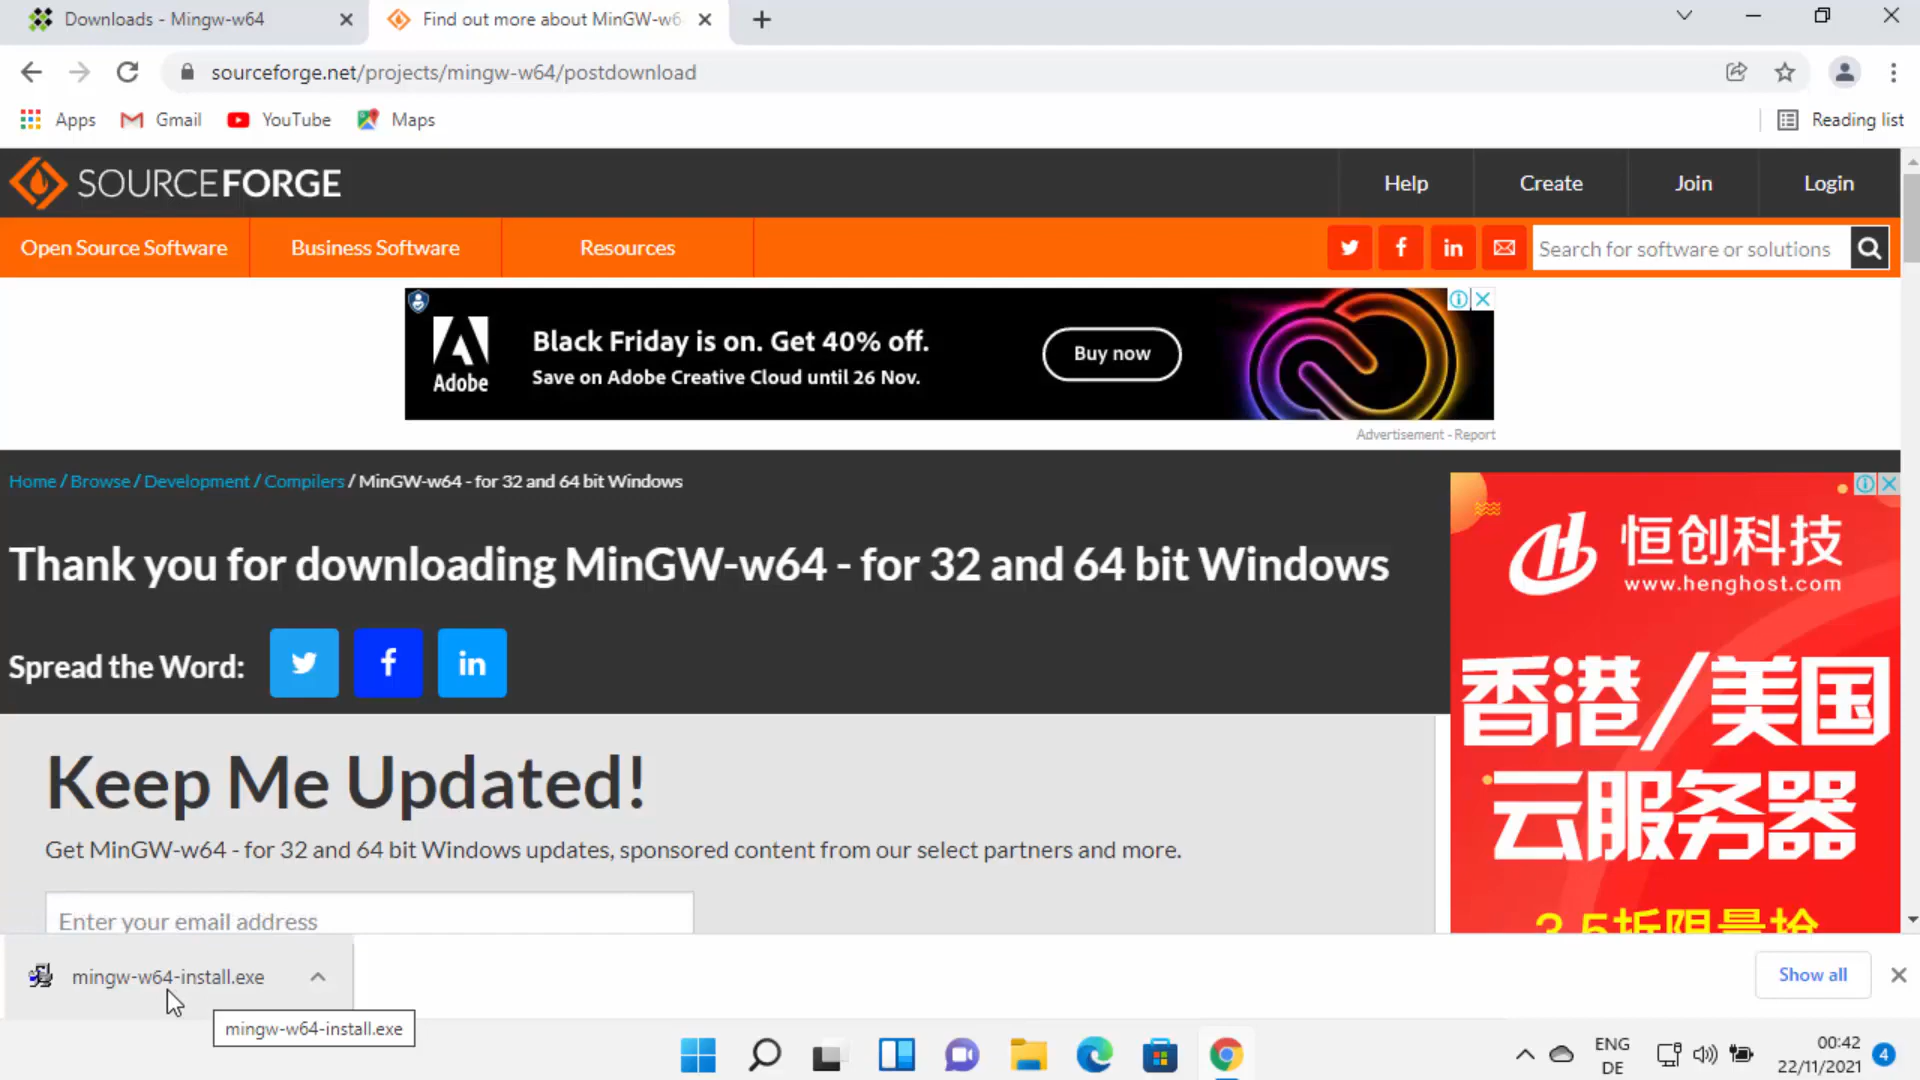 Downloads - Mingw-w64
Find out more about MinGW-w6
sourceforge.net/projects/mingw-w64/postdownload
Apps
Gmail
YouTube
Maps
Reading list
SOURCEFORGE
Help
Create
Join
Login
Open Source Software
Business Software
Resources
Search for software or solutions
Adobe
Black Friday is on. Get 40% off.
Save on Adobe Creative Cloud until 26 Nov.
Buy now
Advertisement - Report
Home / Browse / Development / Compilers / MinGW-w64 - for 32 and 64 bit Windows
Thank you for downloading MinGW-w64 - for 32 and 64 bit Windows
Spread the Word:
恒创科技
www.henghost.com
香港/美国
云服务器
3.5折限量抢
Keep Me Updated!
Get MinGW-w64 - for 32 and 64 bit Windows updates, sponsored content from our select partners and more.
Enter your email address
mingw-w64-install.exe
Show all
mingw-w64-install.exe
ENG
DE
00:42
22/11/2021
4